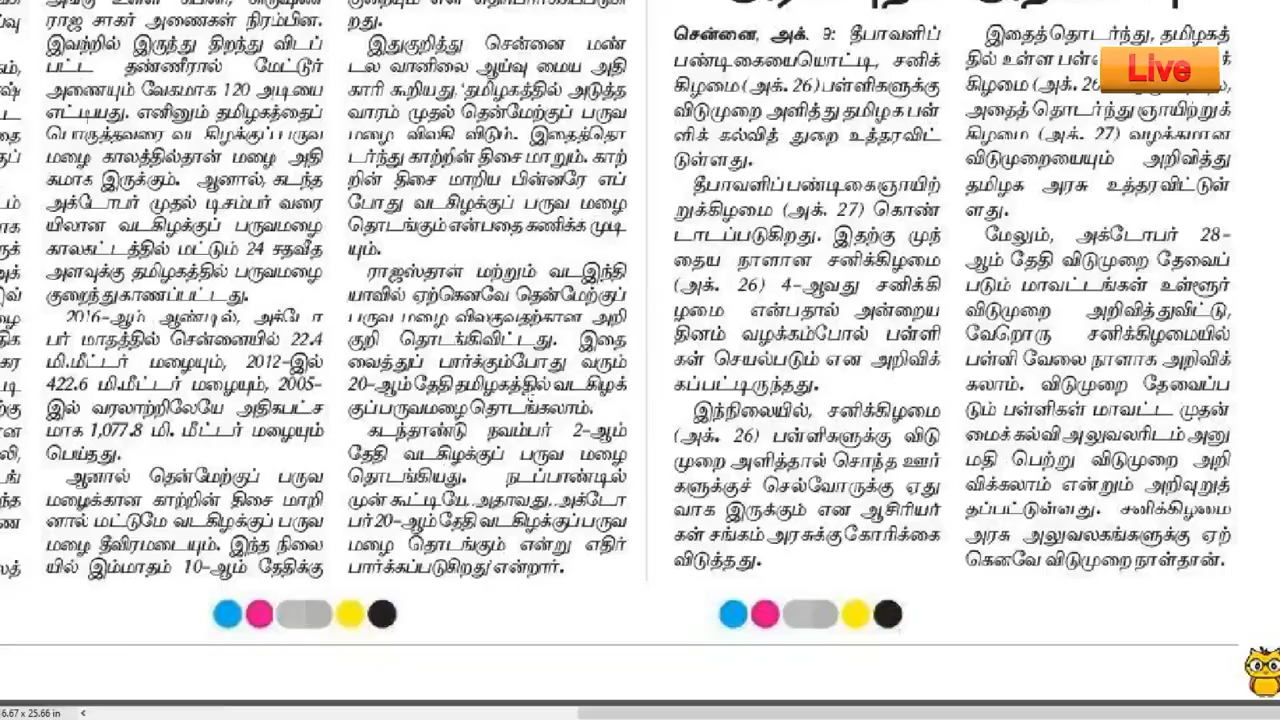 ராஜ சாகர் அணைகள் நிரம்பின.
இவற்றில் இருந்து திறந்து விடப்
பட்ட தண்ணீரால் மேட்டூர்
அணையும் வேகமாக 120 அடியை
எட்டியது. எனினும் தமிழகத்தைப்
பொருத்தவரை வடகிழக்குப் பருவ
மழை காலத்தில்தான் மழை அதி
கமாக இருக்கும். ஆனால், கடந்த
அக்டோபர் முதல் டிசம்பர் வரை
யிலான வடகிழக்குப் பருவமழை
காலகட்டத்தில் மட்டும் 24 சதவீத
அளவுக்கு தமிழகத்தில் பருவமழை
குறைந்து காணப்பட்டது.
2016-ஆம் ஆண்டில், அக்டோ
பர் மாதத்தில் சென்னையில் 22.4
மி.மீட்டர் மழையும், 2012-இல்
422.6 மி.மீட்டர் மழையும், 2005-
இல் வரலாற்றிலேயே அதிகபட்ச
மாக 1,077.8 மி. மீட்டர் மழையும்
பெய்தது.
ஆனால் தென்மேற்குப் பருவ
மழைக்கான காற்றின் திசை மாறி
னால் மட்டுமே வடகிழக்குப் பருவ
மழை தீவிரமடையும். இந்த நிலை
யில் இம்மாதம் 10-ஆம் தேதிக்கு
றது.
இதுகுறித்து சென்னை மண்
டல வானிலை ஆய்வு மைய அதி
காரி கூறியது, 'தமிழகத்தில் அடுத்த
வாரம் முதல் தென்மேற்குப் பருவ
மழை விலகி விடும். இதைத்தொ
டர்ந்து காற்றின் திசை மாறும். காற்
றின் திசை மாறிய பின்னரே எப்
போது வடகிழக்குப் பருவ மழை
தொடங்கும் என்பதை கணிக்க முடி
யும்.
ராஜஸ்தான் மற்றும் வடஇந்தி
யாவில் ஏற்கெனவே தென்மேற்குப்
பருவ மழை விலகுவதற்கான அறி
குறி தொடங்கிவிட்டது. இதை
வைத்துப் பார்க்கும்போது வரும்
20-ஆம் தேதி தமிழகத்தில் வடகிழக்
குப் பருவமழை தொடங்கலாம்.
கடந்தாண்டு நவம்பர் 2-ஆம்
தேதி வடகிழக்குப் பருவ மழை
தொடங்கியது. நடப்பாண்டில்
முன்கூட்டியே, அதாவது, அக்டோ
பர் 20-ஆம் தேதி வடகிழக்குப் பருவ
மழை தொடங்கும் என்று எதிர்
பார்க்கப்படுகிறது' என்றார்.
சென்னை, அக். 9: தீபாவளிப்
பண்டிகையையொட்டி, சனிக்
கிழமை (அக். 26) பள்ளிகளுக்கு
விடுமுறை அளித்து தமிழக பள்
ளிக் கல்வித் துறை உத்தரவிட்
டுள்ளது.
தீபாவளிப் பண்டிகை ஞாயிற்
றுக்கிழமை (அக். 27) கொண்
டாடப்படுகிறது. இதற்கு முந்
தைய நாளான சனிக்கிழமை
(அக். 26) 4-ஆவது சனிக்கி
ழமை என்பதால் அன்றைய
தினம் வழக்கம்போல் பள்ளி
கள் செயல்படும் என அறிவிக்
கப்பட்டிருந்தது.
இந்நிலையில், சனிக்கிழமை
(அக். 26) பள்ளிகளுக்கு விடு
முறை அளித்தால் சொந்த ஊர்
களுக்குச் செல்வோருக்கு ஏது
வாக இருக்கும் என ஆசிரியர்
கள் சங்கம் அரசுக்கு கோரிக்கை
விடுத்தது.
இதைத் தொடர்ந்து, தமிழகத்
தில் உள்ள
கிழமை (அக்.
அதைத் தொடர்ந்து ஞாயிற்றுக்
கிழமை (அக். 27) வழக்கமான
விடுமுறையையும் அறிவித்து
தமிழக அரசு உத்தரவிட்டுள்
ளது.
மேலும், அக்டோபர் 28-
ஆம் தேதி விடுமுறை தேவைப்
படும் மாவட்டங்கள் உள்ளூர்
விடுமுறை அறிவித்துவிட்டு,
வேறொரு சனிக்கிழமையில்
பள்ளி வேலை நாளாக அறிவிக்
கலாம். விடுமுறை தேவைப்ப
டும் பள்ளிகள் மாவட்ட முதன்
மைக் கல்வி அலுவலரிடம் அனு
மதி பெற்று விடுமுறை அறி
விக்கலாம் என்றும் அறிவுறுத்
தப்பட்டுள்ளது. சனிக்கிழமை
அரசு அலுவலகங்களுக்கு ஏற்
கெனவே விடுமுறை நாள்தான்.
Live
6.67 x 25.66 in